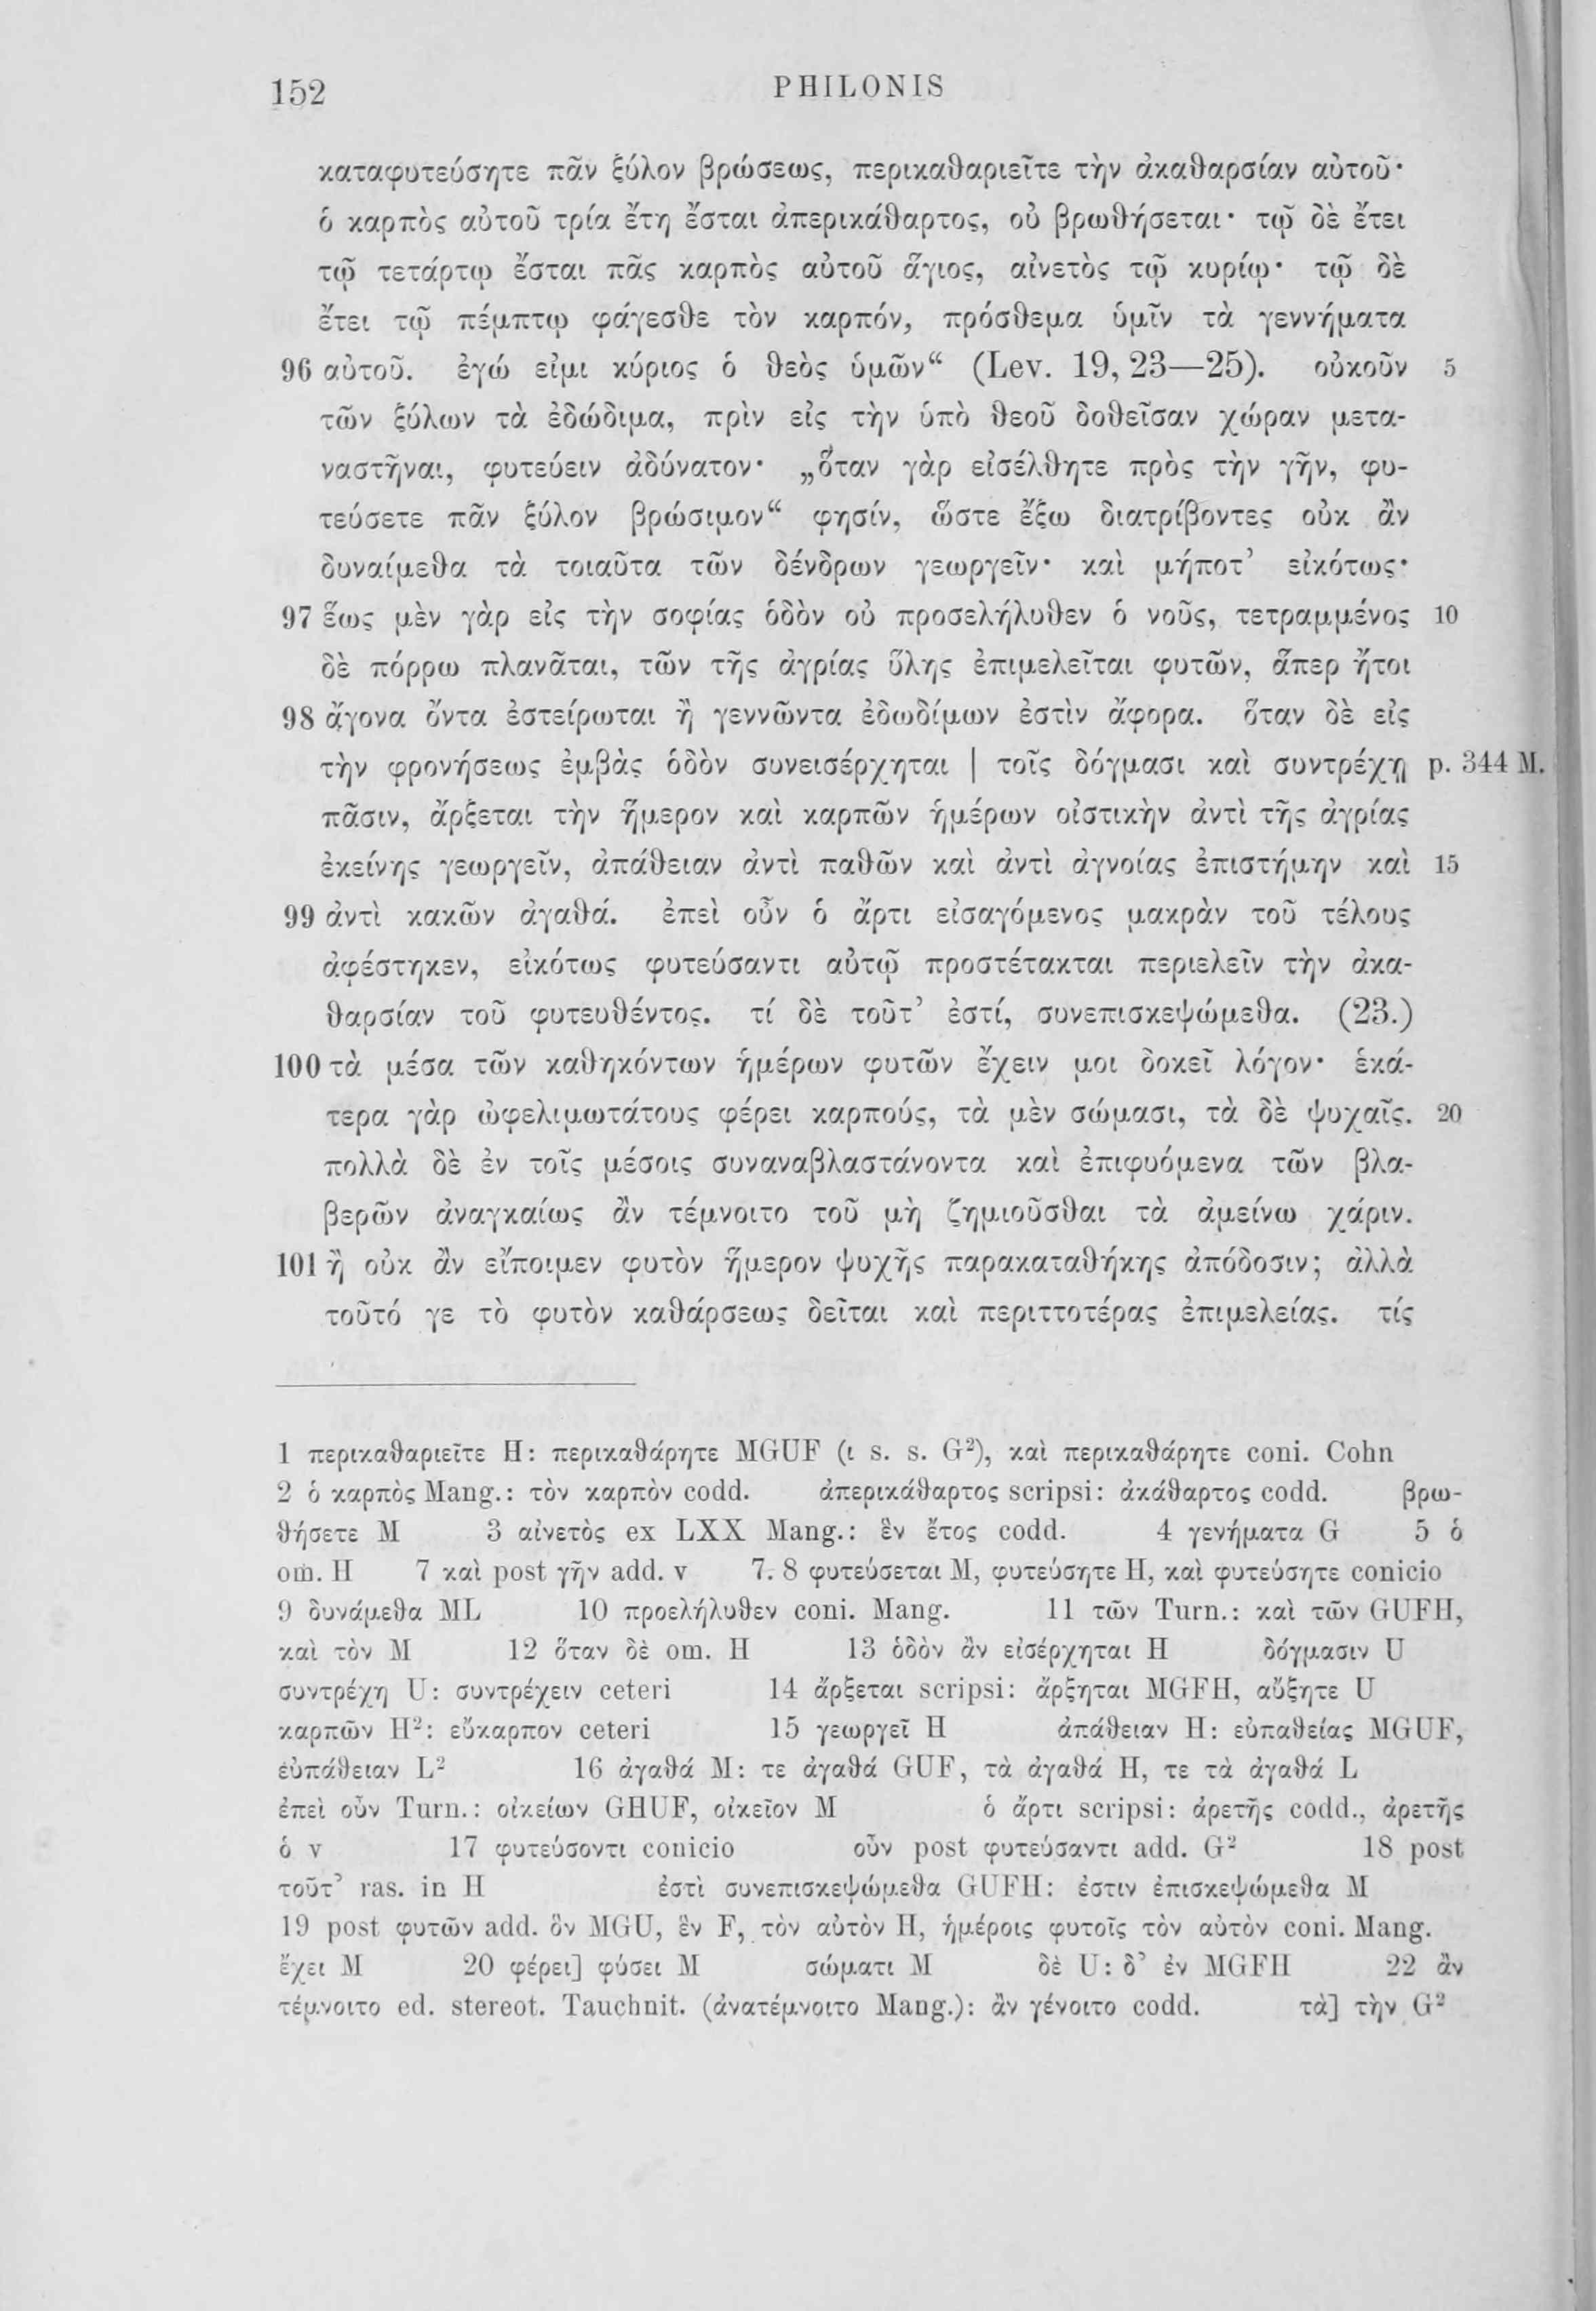 152 PHILONIS
καταφυτεύσητε πᾶν ξύλον βρώσεως, περικαθαριεῖτε τὴν ἀκαθαρσίαν αὐτοῦ·
ὁ καρπὸς αὐτοῦ τρία ἔτη ἔσται ἀπερικάθαρτος, οὐ βρωθήσεται· τῷ δὲ ἔτει
τῷ τετάρτῳ ἔσται πᾶς καρπὸς αὐτοῦ ἅγιος, αἰνετὸς τῷ κυρίῳ· τῷ δὲ
ἔτει τῷ πέμπτῳ φάγεσθε τὸν καρπόν, πρόσθεμα ὑμῖν τὰ γεννήματα
96 αὐτοῦ. ἐγώ εἰμι κύριος ὁ θεὸς ὑμῶν“ (Lev. 19, 23—25). οὐκοῦν 5
τῶν ξύλων τὰ ἐδώδιμα, πρὶν εἰς τὴν ὑπὸ θεοῦ δοθεῖσαν χώραν μετα-
ναστῆναι, φυτεύειν ἀδύνατον· „ὅταν γὰρ εἰσέλθητε πρὸς τὴν γῆν, φυ-
τεύσετε πᾶν ξύλον βρώσιμον“ φησίν, ὥστε ἔξω διατρίβοντες οὐκ ἂν
δυναίμεθα τὰ τοιαῦτα τῶν δένδρων γεωργεῖν· καὶ μήποτ’ εἰκότως·
97 ἕως μὲν γὰρ εἰς τὴν σοφίας ὁδὸν οὐ προσελήλυθεν ὁ νοῦς, τετραμμένος 10
δὲ πόρρω πλανᾶται, τῶν τῆς ἀγρίας ὕλης ἐπιμελεῖται φυτῶν, ἅπερ ἤτοι
98 ἄγονα ὄντα ἐστείρωται ἢ γεννῶντα ἐδωδίμων ἐστὶν ἄφορα. ὅταν δὲ εἰς
τὴν φρονήσεως ἐμβὰς ὁδὸν συνεισέρχηται | τοῖς δόγμασι καὶ συντρέχῃ p. 344 M.
πᾶσιν, ἄρξεται τὴν ἥμερον καὶ καρπῶν ἡμέρων οἰστικὴν ἀντὶ τῆς ἀγρίας
ἐκείνης γεωργεῖν, ἀπάθειαν ἀντὶ παθῶν καὶ ἀντὶ ἀγνοίας ἐπιστήμην καὶ 15
99 ἀντὶ κακῶν ἀγαθά. ἐπεὶ οὖν ὁ ἄρτι εἰσαγόμενος μακρὰν τοῦ τέλους
ἀφέστηκεν, εἰκότως φυτεύσαντι αὐτῷ προστέτακται περιελεῖν τὴν ἀκα-
θαρσίαν τοῦ φυτευθέντος. τί δὲ τοῦτ’ ἐστί, συνεπισκεψώμεθα. (23.)
100 τὰ μέσα τῶν καθηκόντων ἡμέρων φυτῶν ἔχειν μοι δοκεῖ λόγον· ἑκά-
τερα γὰρ ὠφελιμωτάτους φέρει καρπούς, τὰ μὲν σώμασι, τὰ δὲ ψυχαῖς. 20
πολλὰ δὲ ἐν τοῖς μέσοις συναναβλαστάνοντα καὶ ἐπιφυόμενα τῶν βλα-
βερῶν ἀναγκαίως ἂν τέμνοιτο τοῦ μὴ ζημιοῦσθαι τὰ ἀμείνω χάριν.
101 ἢ οὐκ ἂν εἴποιμεν φυτὸν ἥμερον ψυχῆς παρακαταθήκης ἀπόδοσιν; ἀλλὰ
τοῦτό γε τὸ φυτὸν καθάρσεως δεῖται καὶ περιττοτέρας ἐπιμελείας. τίς
1 περικαθαριεῖτε H: περικαθάρητε MGUF (ι s. s. G²), καὶ περικαθάρητε coni. Cohn
2 ὁ καρπὸς Mang.: τὸν καρπὸν codd. ἀπερικάθαρτος scripsi: ἀκάθαρτος codd. βρω-
θήσετε M 3 αἰνετὸς ex LXX Mang.: ἓν ἔτος codd. 4 γενήματα G 5 ὁ
om. H 7 καὶ post γῆν add. v 7. 8 φυτεύσεται M, φυτεύσητε H, καὶ φυτεύσητε conicio
9 δυνάμεθα ML 10 προελήλυθεν coni. Mang. 11 τῶν Turn.: καὶ τῶν GUFH,
καὶ τὸν M 12 ὅταν δὲ om. H 13 ὁδὸν ἂν εἰσέρχηται H δόγμασιν U
συντρέχη U: συντρέχειν ceteri 14 ἄρξεται scripsi: ἄρξηται MGFH, αὔξητε U
καρπῶν H²: εὔκαρπον ceteri 15 γεωργεῖ H ἀπάθειαν H: εὐπαθείας MGUF,
εὐπάθειαν L² 16 ἀγαθά M: τε ἀγαθά GUF, τὰ ἀγαθά H, τε τὰ ἀγαθά L
ἐπεὶ οὖν Turn.: οἰκείων GHUF, οἰκεῖον M ὁ ἄρτι scripsi: ἀρετῆς codd., ἀρετῆς
ὁ v 17 φυτεύσοντι conicio οὖν post φυτεύσαντι add. G² 18 post
τοῦτ’ ras. in H ἐστὶ συνεπισκεψώμεθα GUFH: ἐστιν ἐπισκεψώμεθα M
19 post φυτῶν add. ὃν MGU, ἓν F, τὸν αὐτὸν H, ἡμέροις φυτοῖς τὸν αὐτὸν coni. Mang.
ἔχει M 20 φέρει] φύσει M σώματι M δὲ U: δ’ ἐν MGFH 22 ἂν
τέμνοιτο ed. stereot. Tauchnit. (ἀνατέμνοιτο Mang.): ἂν γένοιτο codd. τὰ] τὴν G²